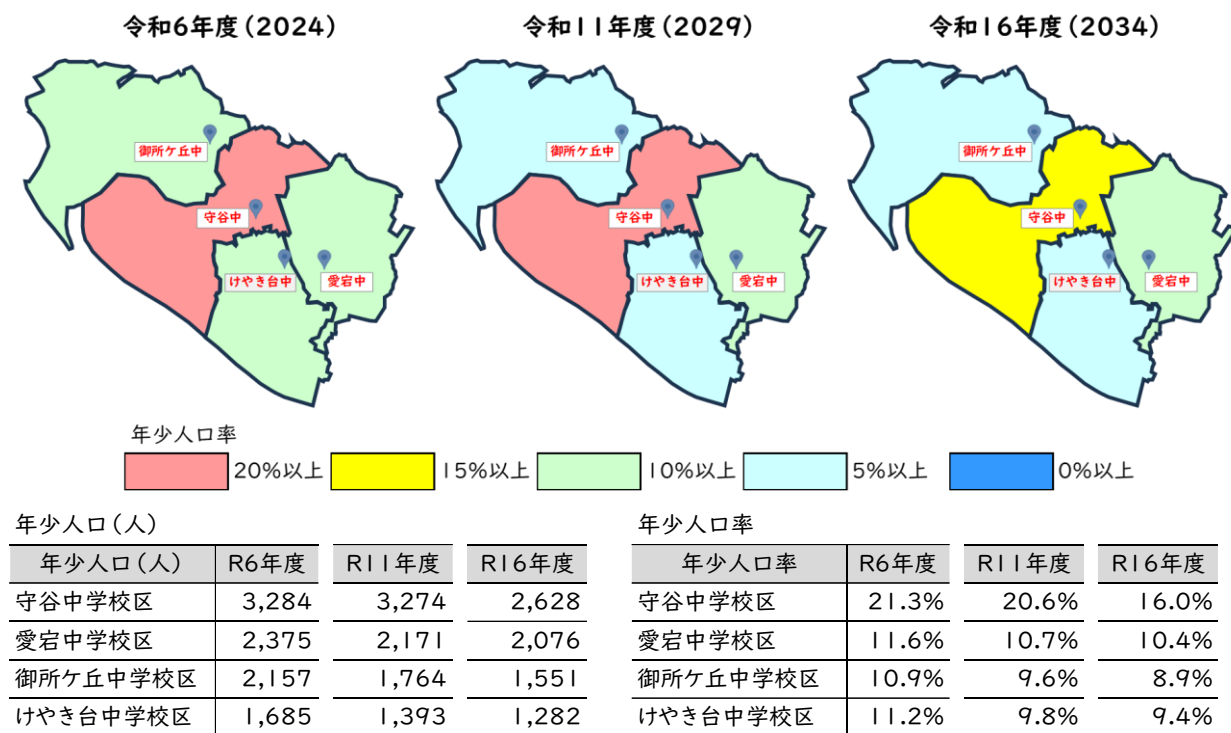 令和6年度(2024)
令和11年度(2029)
令和16年度(2034)
御所ケ丘中
守谷中
けやき台中
愛宕中
御所ケ丘中
守谷中
けやき台中
愛宕中
御所ケ丘中
守谷中
けやき台中
愛宕中
年少人口率
20%以上 15%以上 10%以上 5%以上 0%以上
年少人口(人)
年少人口(人) R6年度 R11年度 R16年度
守谷中学校区 3,284 3,274 2,628
愛宕中学校区 2,375 2,171 2,076
御所ケ丘中学校区 2,157 1,764 1,551
けやき台中学校区 1,685 1,393 1,282
年少人口率
年少人口率 R6年度 R11年度 R16年度
守谷中学校区 21.3% 20.6% 16.0%
愛宕中学校区 11.6% 10.7% 10.4%
御所ケ丘中学校区 10.9% 9.6% 8.9%
けやき台中学校区 11.2% 9.8% 9.4%